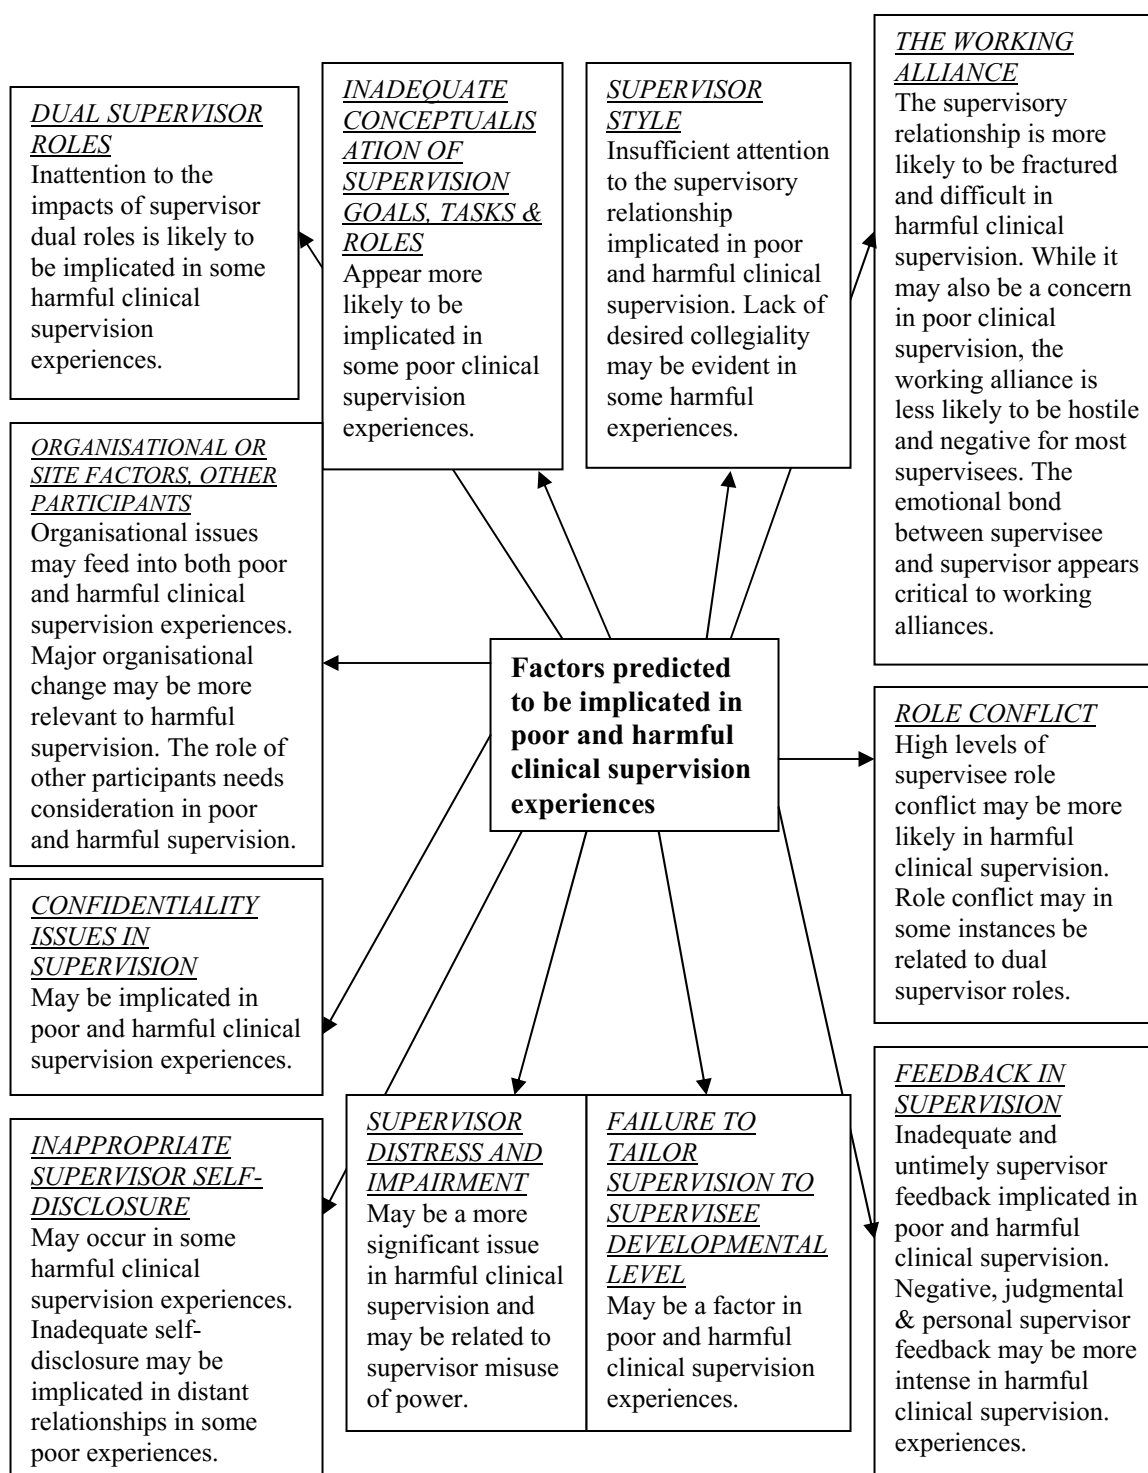 DUAL SUPERVISOR
ROLES
Inattention to the
impacts of supervisor
dual roles is likely to
be implicated in some
harmful clinical
supervision
experiences.
INADEQUATE
CONCEPTUALIS
ATION OF
SUPERVISION
GOALS, TASKS &
ROLES
Appear more
likely to be
implicated in
some poor clinical
supervision
experiences.
SUPERVISOR
STYLE
Insufficient attention
to the supervisory
relationship
implicated in poor
and harmful clinical
supervision. Lack of
desired collegiality
may be evident in
some harmful
experiences.
THE WORKING
ALLIANCE
The supervisory
relationship is more
likely to be fractured
and difficult in
harmful clinical
supervision. While it
may also be a concern
in poor clinical
supervision, the
working alliance is
less likely to be hostile
and negative for most
supervisees. The
emotional bond
between supervisee
and supervisor appears
critical to working
alliances.
ORGANISATIONAL OR
SITE FACTORS, OTHER
PARTICIPANTS
Organisational issues
may feed into both poor
and harmful clinical
supervision experiences.
Major organisational
change may be more
relevant to harmful
supervision. The role of
other participants needs
consideration in poor
and harmful supervision.
Factors predicted
to be implicated in
poor and harmful
clinical supervision
experiences
ROLE CONFLICT
High levels of
supervisee role
conflict may be more
likely in harmful
clinical supervision.
Role conflict may in
some instances be
related to dual
supervisor roles.
CONFIDENTIALITY
ISSUES IN
SUPERVISION
May be implicated in
poor and harmful clinical
supervision experiences.
INAPPROPRIATE
SUPERVISOR SELF-
DISCLOSURE
May occur in some
harmful clinical
supervision experiences.
Inadequate self-
disclosure may be
implicated in distant
relationships in some
poor experiences.
SUPERVISOR
DISTRESS AND
IMPAIRMENT
May be a more
significant issue
in harmful clinical
supervision and
may be related to
supervisor misuse
of power.
FAILURE TO
TAILOR
SUPERVISION TO
SUPERVISEE
DEVELOPMENTAL
LEVEL
May be a factor in
poor and harmful
clinical supervision
experiences.
FEEDBACK IN
SUPERVISION
Inadequate and
untimely supervisor
feedback implicated in
poor and harmful
clinical supervision.
Negative, judgmental
& personal supervisor
feedback may be more
intense in harmful
clinical supervision.
experiences.